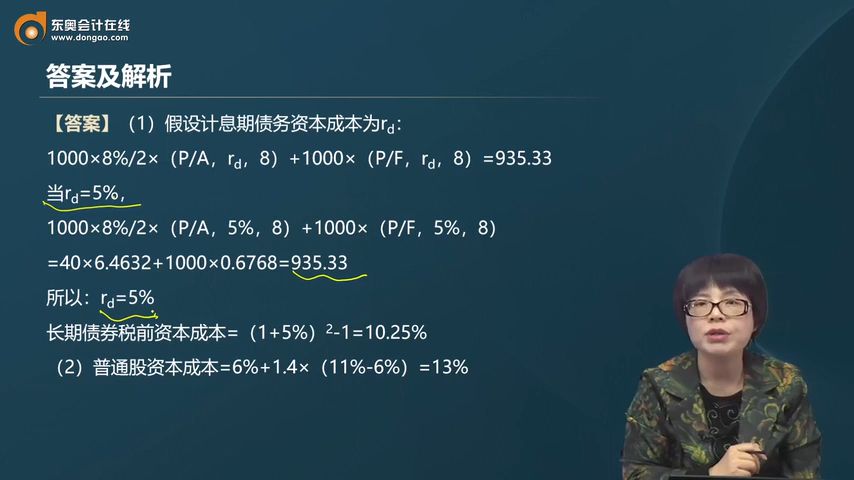 东奥会计在线
www.dongao.com
答案及解析
【答案】（1）假设计息期债务资本成本为rd：
1000×8%/2×（P/A，rd，8）+1000×（P/F，rd，8）=935.33
当rd=5%，
1000×8%/2×（P/A，5%，8）+1000×（P/F，5%，8）
=40×6.4632+1000×0.6768=935.33
所以：rd=5%
长期债券税前资本成本=（1+5%）2-1=10.25%
（2）普通股资本成本=6%+1.4×（11%-6%）=13%